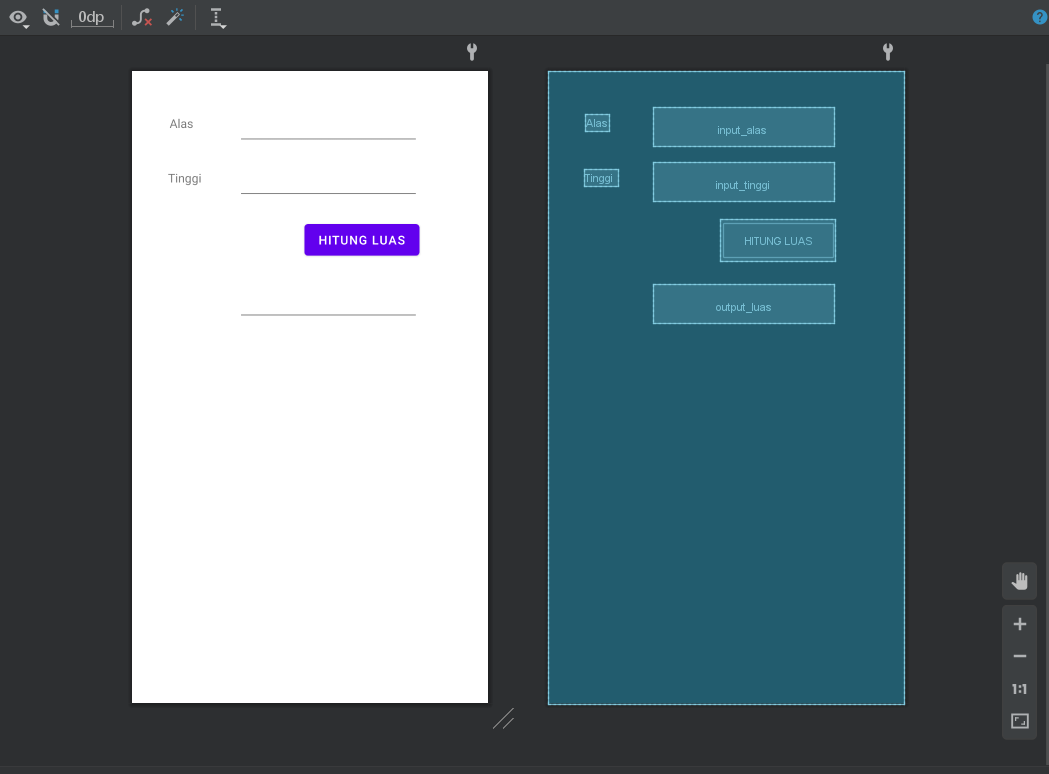 0dp
Alas
Tinggi
HITUNG LUAS
Alas
input_alas
Tinggi
input_tinggi
HITUNG LUAS
output_luas
1:1